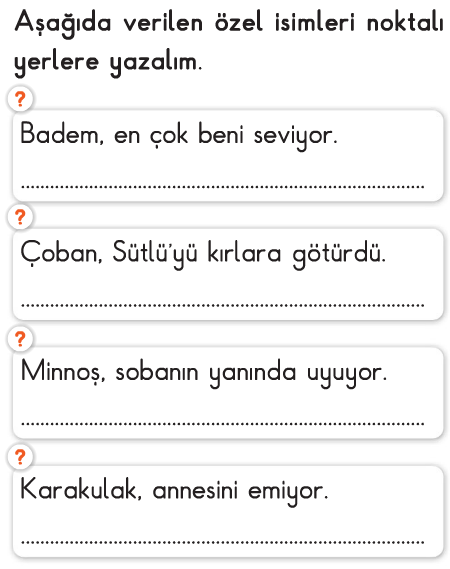 Aşağıda verilen özel isimleri noktalı
yerlere yazalım.
?
Badem, en çok beni seviyor.
................................................................................
?
Çoban, Sütlü'yü kırlara götürdü.
................................................................................
?
Minnoş, sobanın yanında uyuyor.
................................................................................
?
Karakulak, annesini emiyor.
................................................................................